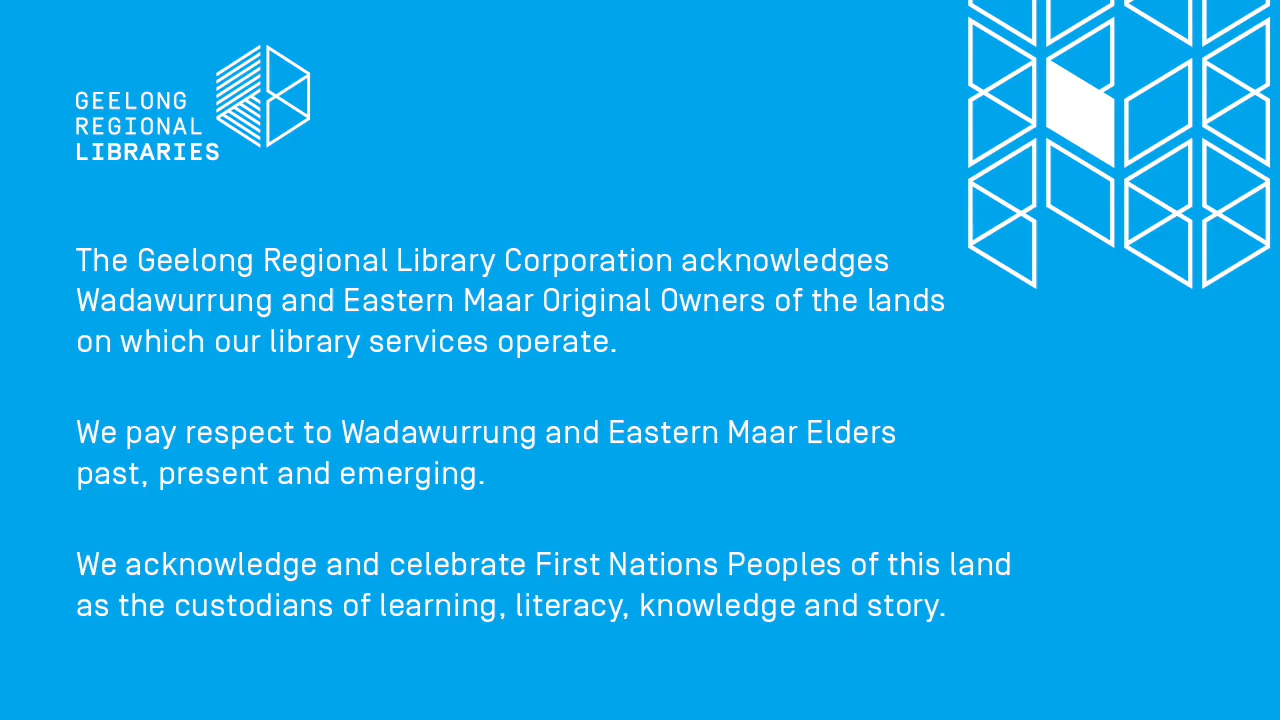 GEELONG
REGIONAL
LIBRARIES
The Geelong Regional Library Corporation acknowledges
Wadawurrung and Eastern Maar Original Owners of the lands
on which our library services operate.
We pay respect to Wadawurrung and Eastern Maar Elders
past, present and emerging.
We acknowledge and celebrate First Nations Peoples of this land
as the custodians of learning, literacy, knowledge and story.